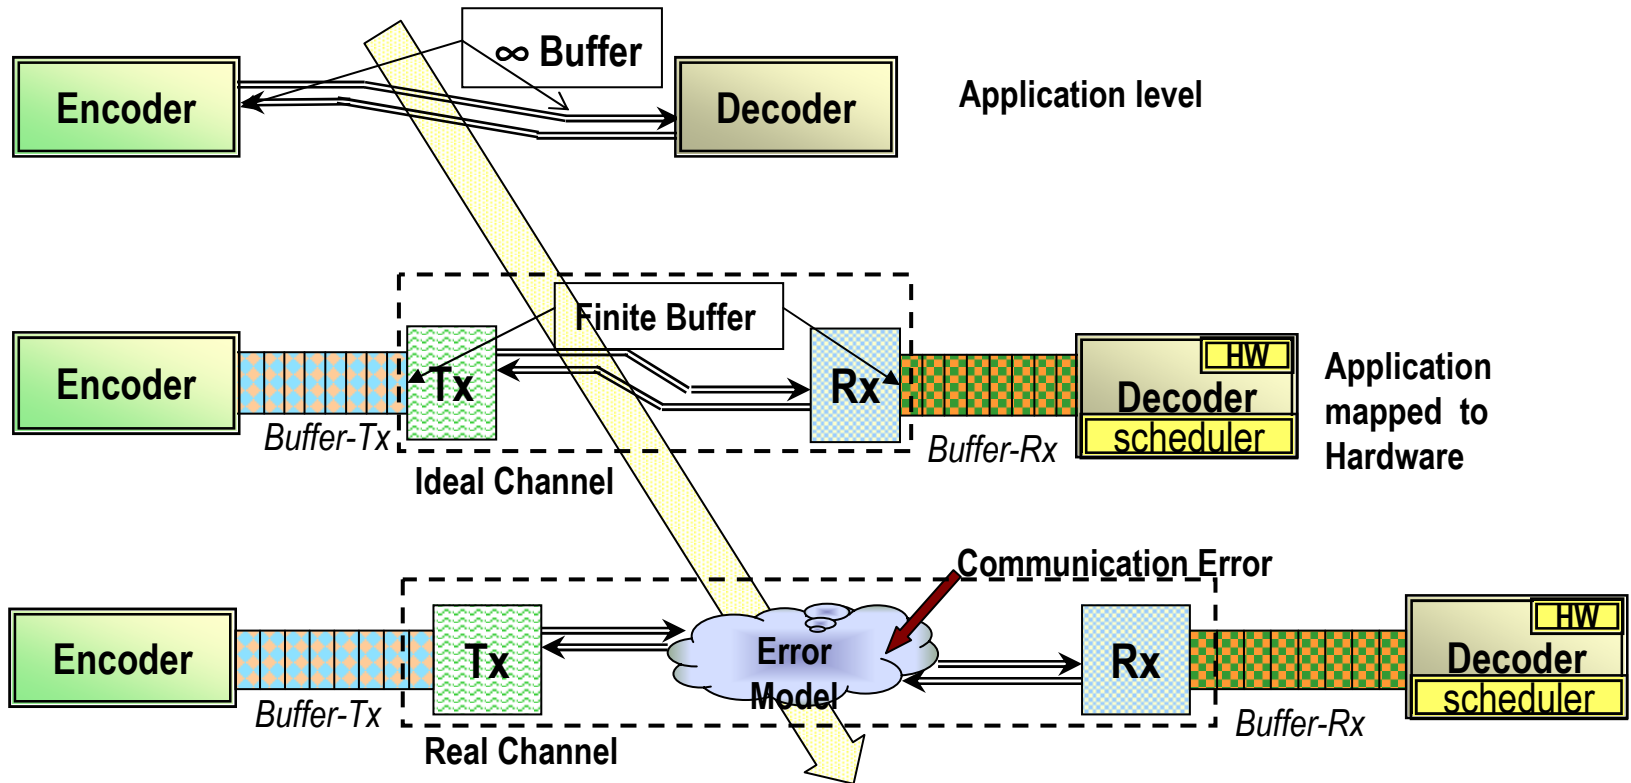 ∞ Buffer
Encoder
Decoder
Application level
Finite Buffer
Encoder
Tx
Rx
HW
Decoder
scheduler
Buffer-Tx
Buffer-Rx
Application
mapped to
Hardware
Ideal Channel
Communication Error
Encoder
Tx
Error
Model
Rx
HW
Decoder
scheduler
Buffer-Tx
Buffer-Rx
Real Channel